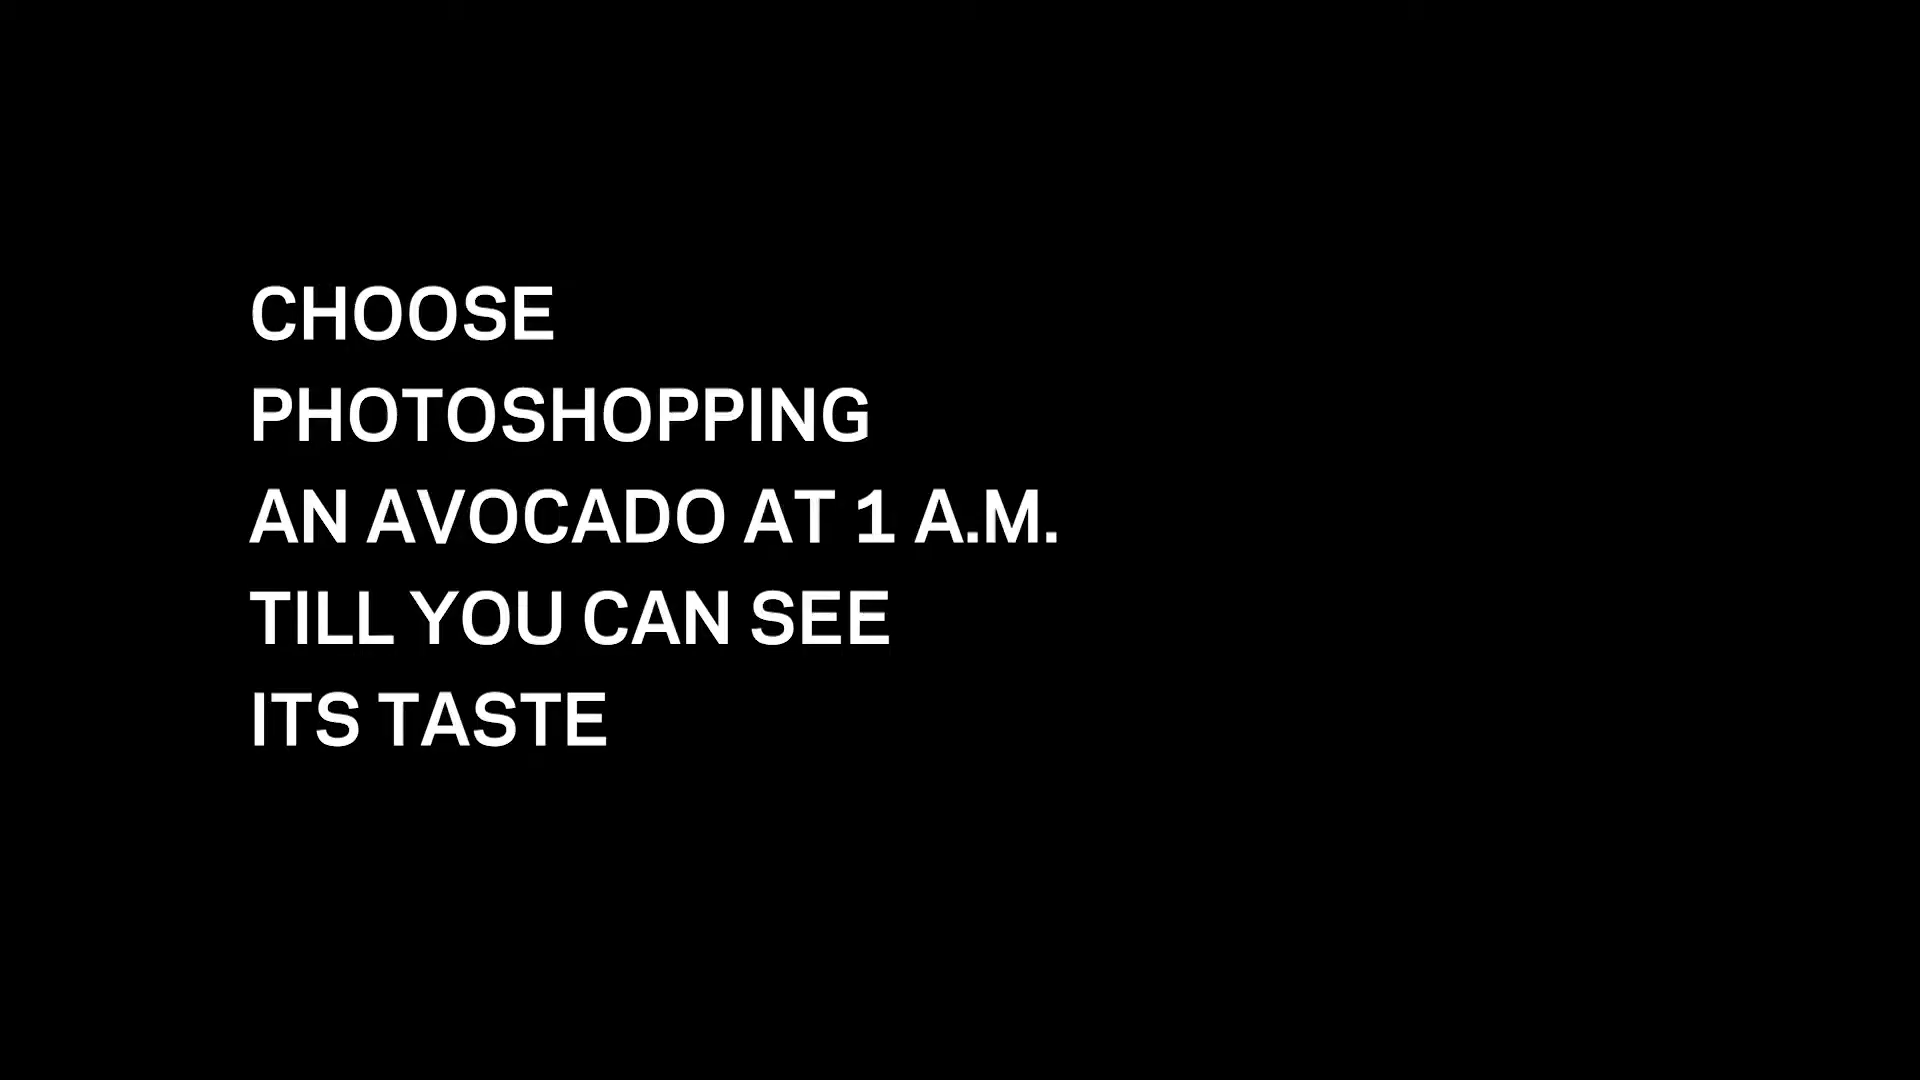 CHOOSE
PHOTOSHOPPING
AN AVOCADO AT 1 A.M.
TILL YOU CAN SEE
ITS TASTE